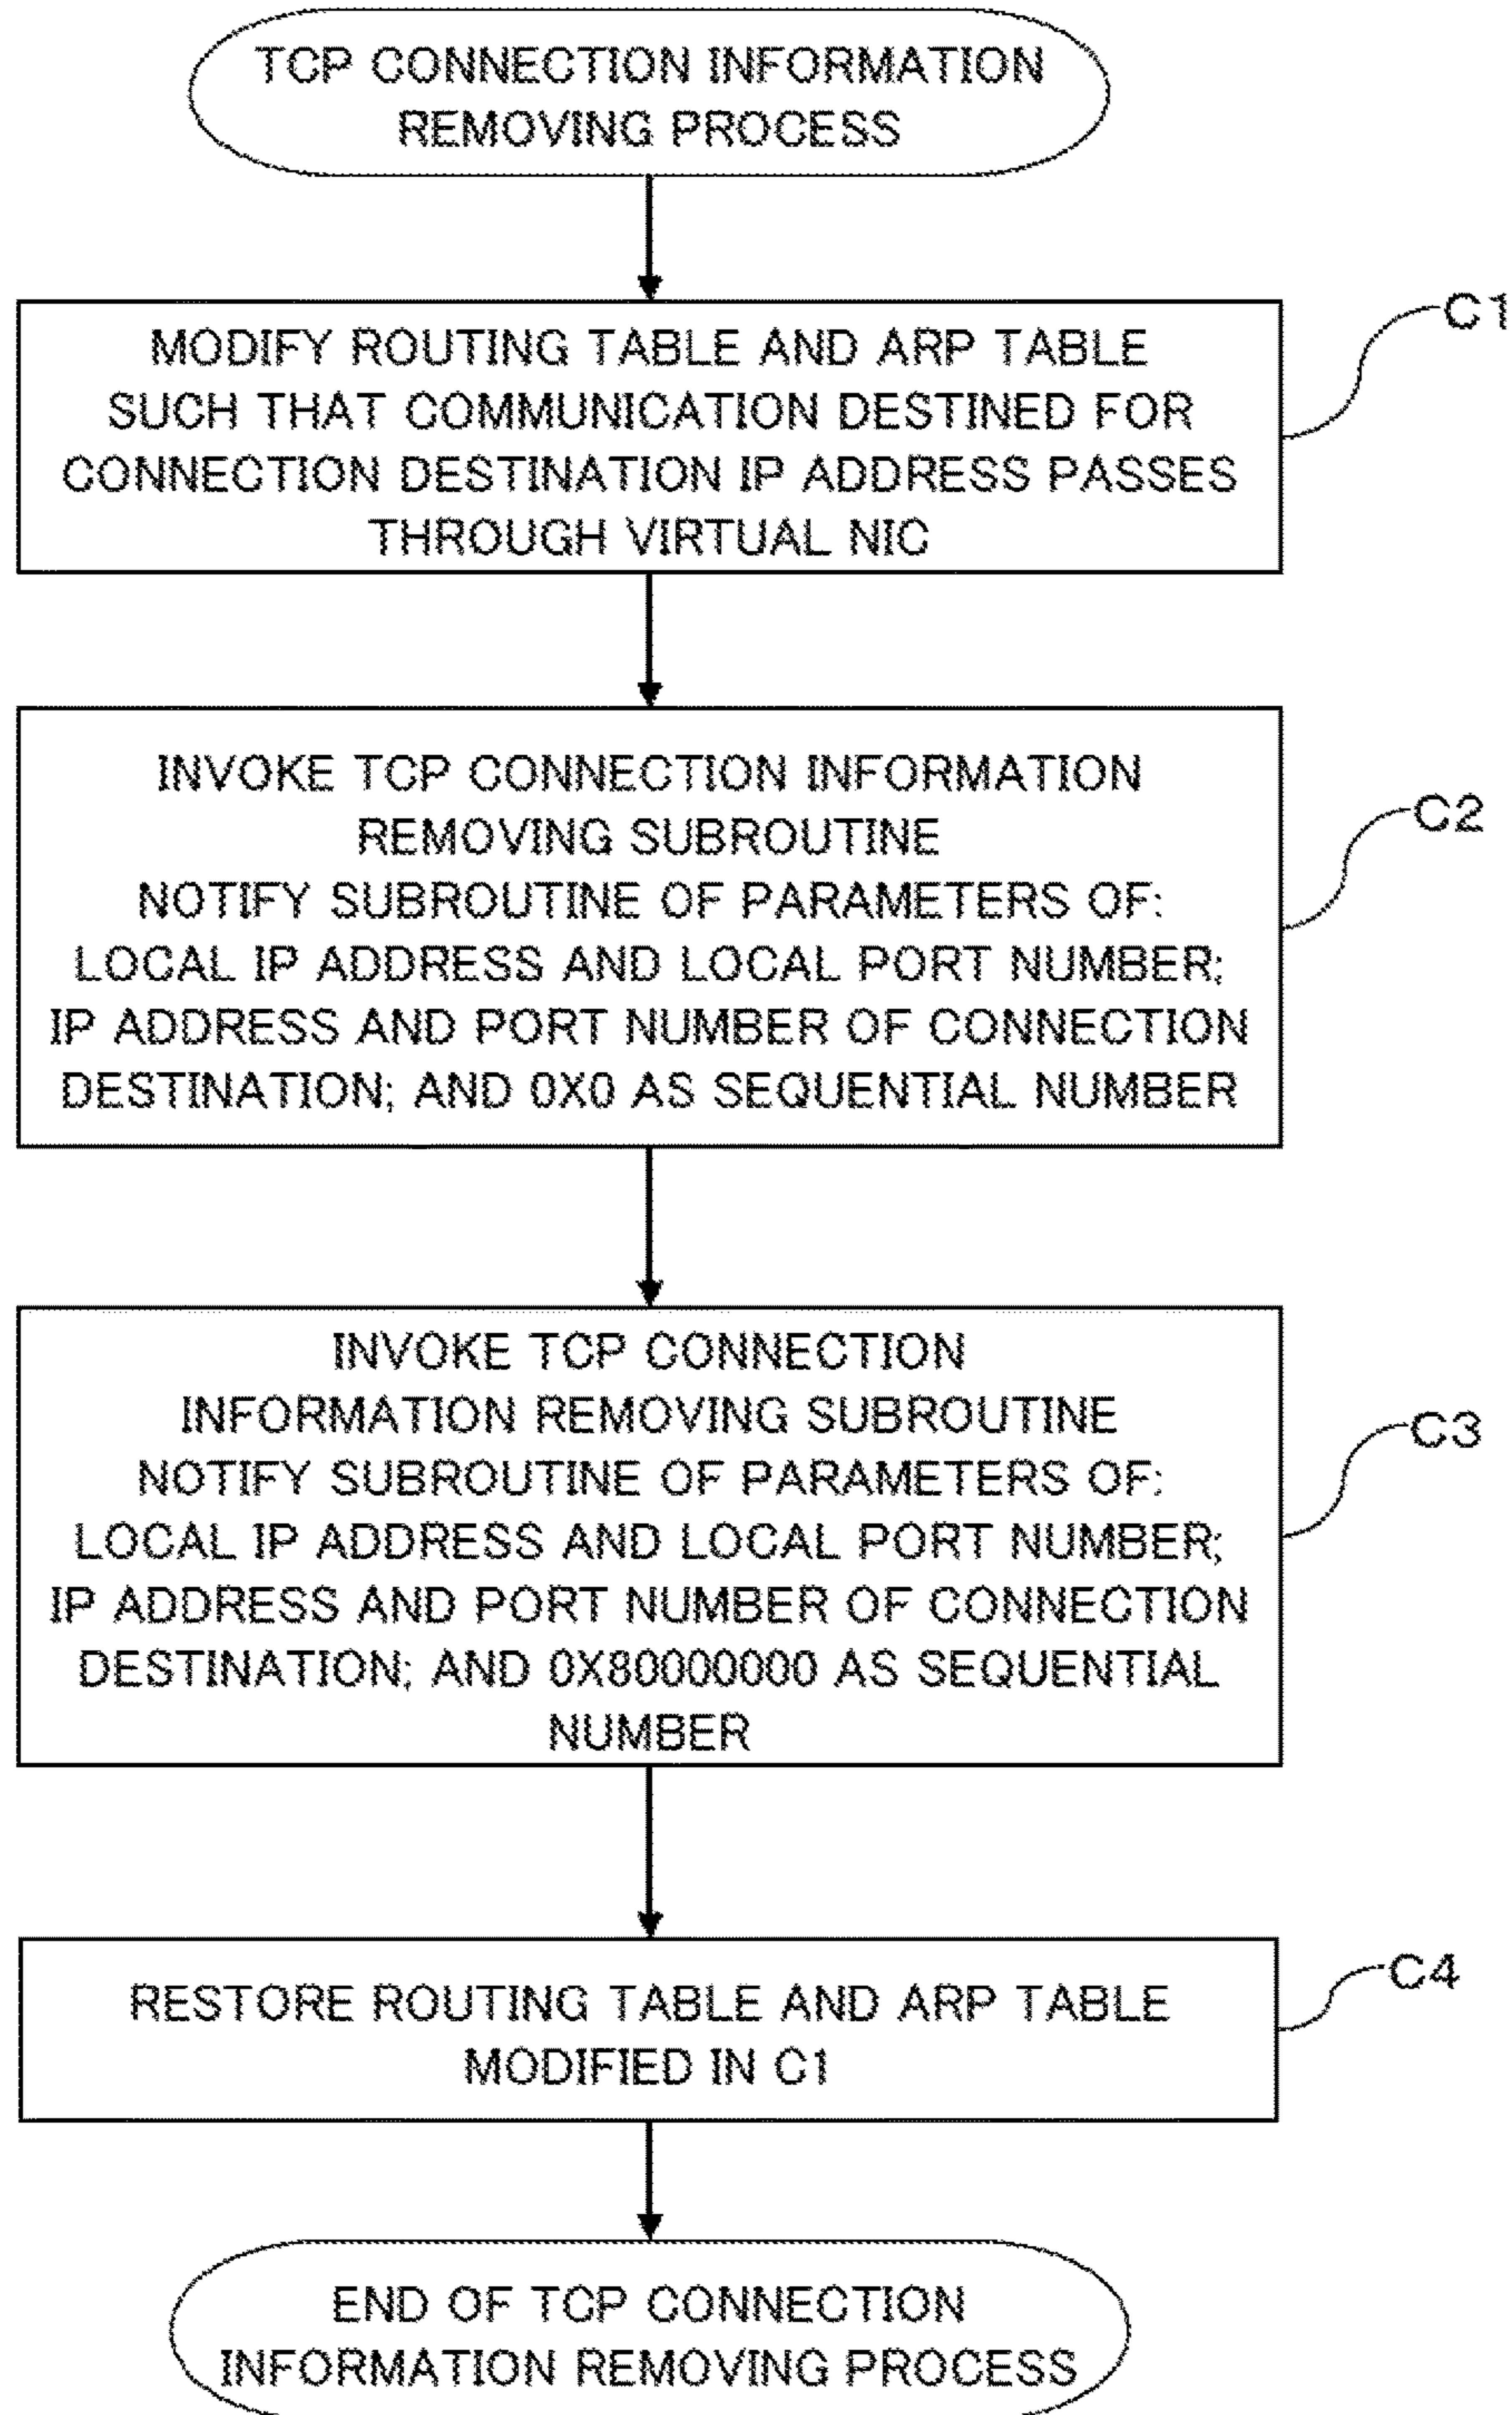 TCP CONNECTION INFORMATION
REMOVING PROCESS
C1
MODIFY ROUTING TABLE AND ARP TABLE
SUCH THAT COMMUNICATION DESTINED FOR
CONNECTION DESTINATION IP ADDRESS PASSES
THROUGH VIRTUAL NIC
C2
INVOKE TCP CONNECTION INFORMATION
REMOVING SUBROUTINE
NOTIFY SUBROUTINE OF PARAMETERS OF:
LOCAL IP ADDRESS AND LOCAL PORT NUMBER;
IP ADDRESS AND PORT NUMBER OF CONNECTION
DESTINATION; AND 0X0 AS SEQUENTIAL NUMBER
C3
INVOKE TCP CONNECTION
INFORMATION REMOVING SUBROUTINE
NOTIFY SUBROUTINE OF PARAMETERS OF:
LOCAL IP ADDRESS AND LOCAL PORT NUMBER;
IP ADDRESS AND PORT NUMBER OF CONNECTION
DESTINATION; AND 0X80000000 AS SEQUENTIAL
NUMBER
C4
RESTORE ROUTING TABLE AND ARP TABLE
MODIFIED IN C1
END OF TCP CONNECTION
INFORMATION REMOVING PROCESS